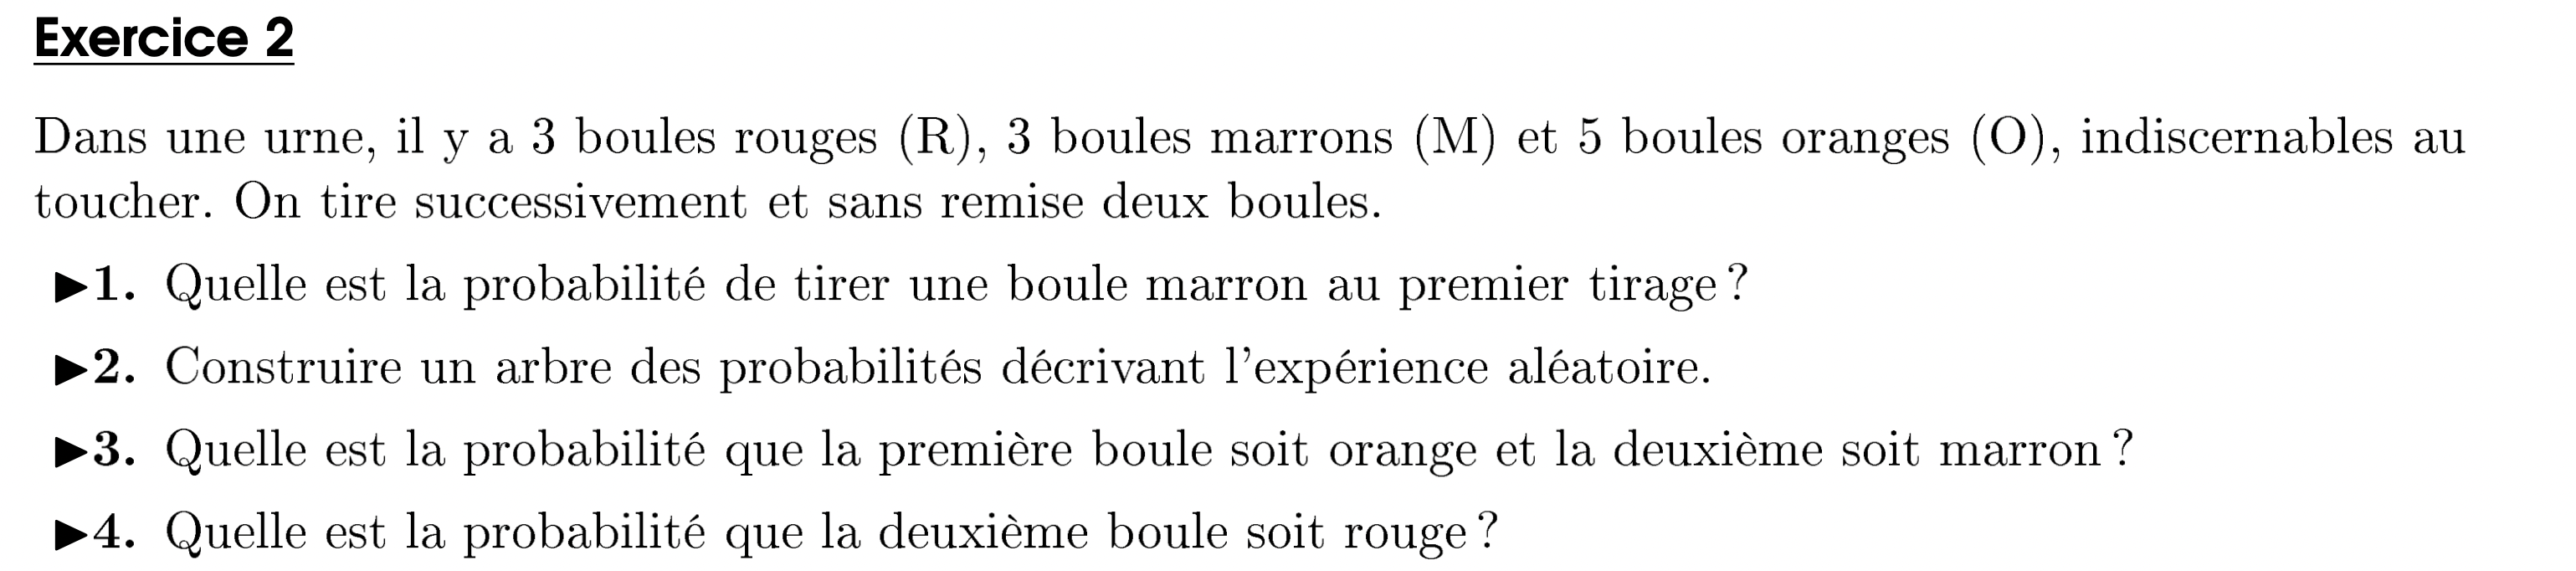 Exercice 2
Dans une urne, il y a 3 boules rouges (R), 3 boules marrons (M) et 5 boules oranges (O), indiscernables au
toucher. On tire successivement et sans remise deux boules.
▶1. Quelle est la probabilité de tirer une boule marron au premier tirage ?
▶2. Construire un arbre des probabilités décrivant l'expérience aléatoire.
▶3. Quelle est la probabilité que la première boule soit orange et la deuxième soit marron ?
▶4. Quelle est la probabilité que la deuxième boule soit rouge ?